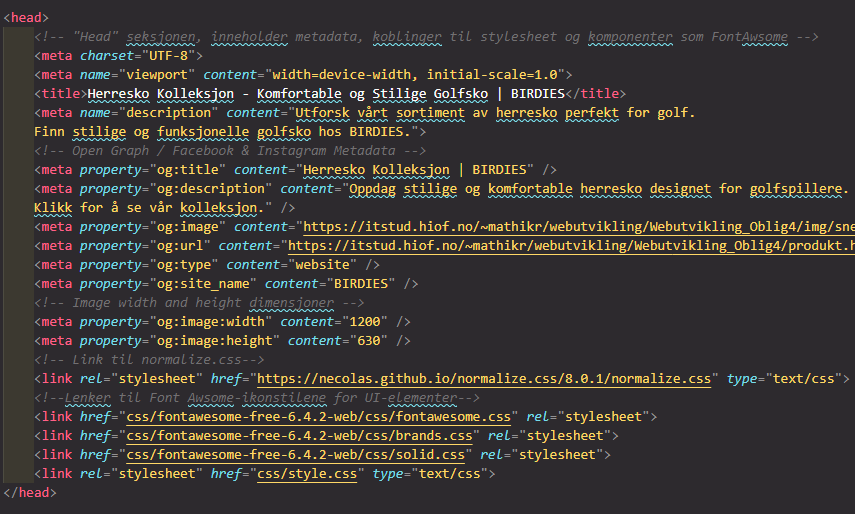 <head>
<!-- "Head" seksjonen, inneholder metadata, koblinger til stylesheet og komponenter som FontAwsome -->
<meta charset="UTF-8">
<meta name="viewport" content="width=device-width, initial-scale=1.0">
<title>Herresko Kolleksjon - Komfortable og Stilige Golfsko | BIRDIES</title>
<meta name="description" content="Utforsk vårt sortiment av herresko perfekt for golf.
Finn stilige og funksjonelle golfsko hos BIRDIES.">
<!-- Open Graph / Facebook & Instagram Metadata -->
<meta property="og:title" content="Herresko Kolleksjon | BIRDIES" />
<meta property="og:description" content="Oppdag stilige og komfortable herresko designet for golfspillere.
Klikk for å se vår kolleksjon." />
<meta property="og:image" content="https://itstud.hiof.no/~mathikr/webutvikling/Webutvikling_Oblig4/img/sne
<meta property="og:url" content="https://itstud.hiof.no/~mathikr/webutvikling/Webutvikling_Oblig4/produkt.h
<meta property="og:type" content="website" />
<meta property="og:site_name" content="BIRDIES" />
<!-- Image width and height dimensjoner -->
<meta property="og:image:width" content="1200" />
<meta property="og:image:height" content="630" />
<!-- Link til normalize.css-->
<link rel="stylesheet" href="https://necolas.github.io/normalize.css/8.0.1/normalize.css" type="text/css">
<!--Lenker til Font Awsome-ikonstilene for UI-elementer-->
<link href="css/fontawesome-free-6.4.2-web/css/fontawesome.css" rel="stylesheet">
<link href="css/fontawesome-free-6.4.2-web/css/brands.css" rel="stylesheet">
<link href="css/fontawesome-free-6.4.2-web/css/solid.css" rel="stylesheet">
<link rel="stylesheet" href="css/style.css" type="text/css">
</head>